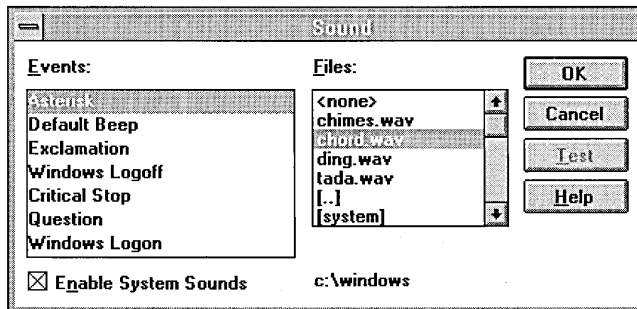 Sound
Events:
Asterisk
Default Beep
Exclamation
Windows Logoff
Critical Stop
Question
Windows Logon
Enable System Sounds
Files:
<none>
chimes.wav
chord.wav
ding.wav
tada.wav
[..]
[system]
c:\windows
OK
Cancel
Test
Help